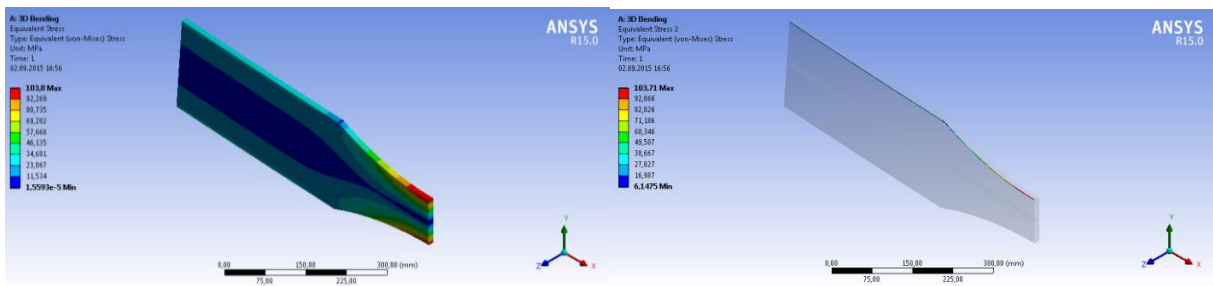 A: 3D Bending
Equivalent Stress
Type: Equivalent (von-Mises) Stress
Unit: MPa
Time: 1
02.09.2015 16:56
103,8 Max
92,269
80,735
69,202
57,668
46,135
34,601
23,067
11,534
1,5593e-5 Min
ANSYS
R15.0
Y
Z
X
0,00
150,00
300,00 (mm)
75,00
225,00
A: 3D Bending
Equivalent Stress 2
Type: Equivalent (von-Mises) Stress
Unit: MPa
Time: 1
02.09.2015 16:56
103,71 Max
92,866
82,026
71,186
60,346
49,507
38,667
27,827
16,987
6,1475 Min
ANSYS
R15.0
Y
Z
X
0,00
150,00
300,00 (mm)
75,00
225,00